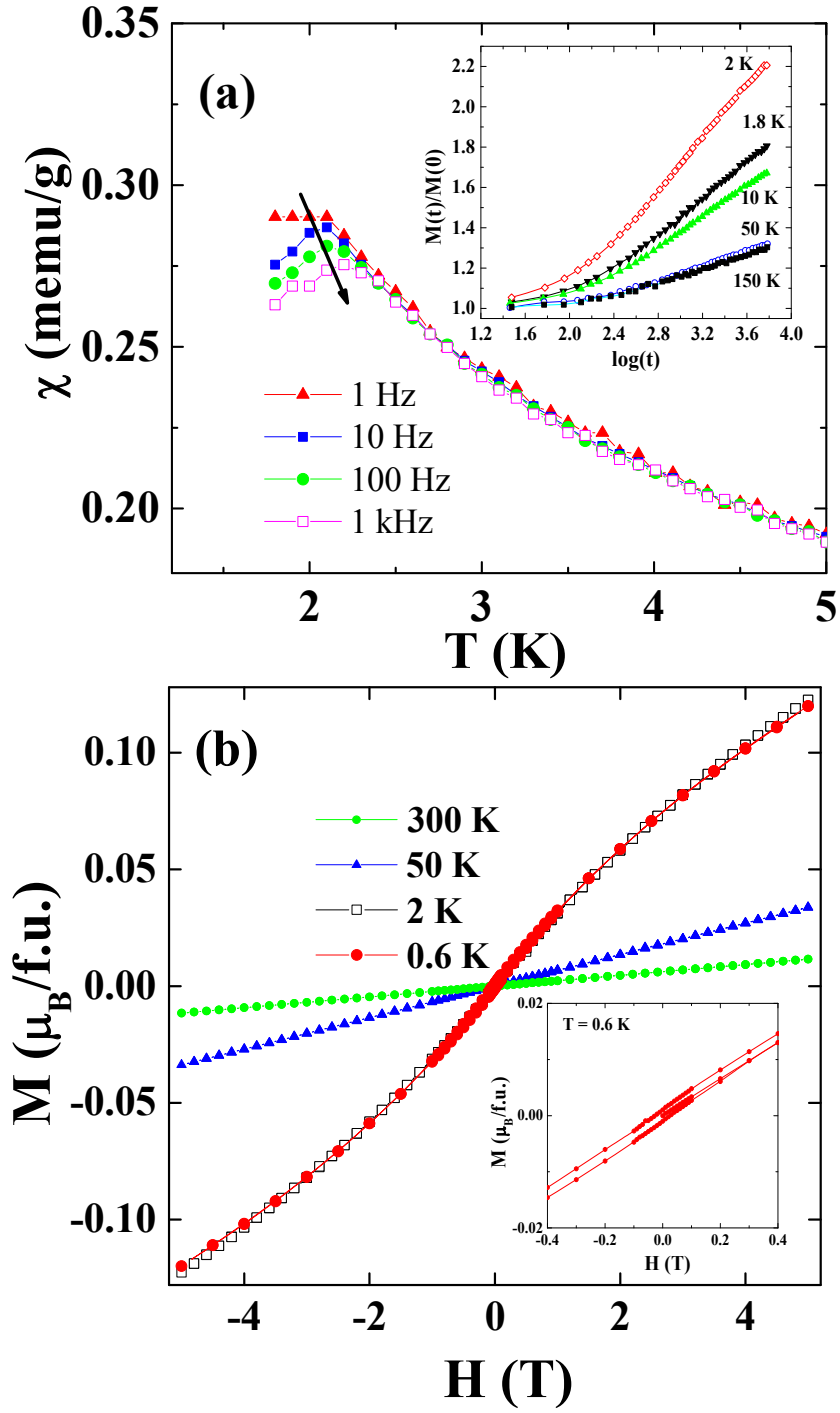 (a)
χ (memu/g)
0.35
0.30
0.25
0.20
2
3
4
5
T (K)
1 Hz
10 Hz
100 Hz
1 kHz
M(t)/M(0)
2.2
2.0
1.8
1.6
1.4
1.2
1.0
1.2
1.6
2.0
2.4
2.8
3.2
3.6
4.0
log(t)
2 K
1.8 K
10 K
50 K
150 K
(b)
M (μB/f.u.)
0.10
0.05
0.00
-0.05
-0.10
-4
-2
0
2
4
H (T)
300 K
50 K
2 K
0.6 K
T = 0.6 K
M (μB/f.u.)
0.02
0.00
-0.02
-0.4
-0.2
0.0
0.2
0.4
H (T)